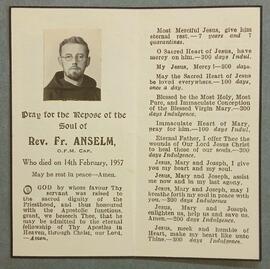 Pray for the Repose of the
Soul of
Rev. Fr. ANSELM,
O.F.M. CAP.
Who died on 14th February, 1957
May he rest in peace—Amen.
O GOD by whose favour Thy
servant was raised to
the sacred dignity of the
Priesthood, and thus honoured
with the Apostolic functions,
grant, we beseech Thee, that he
may be admitted to the eternal
fellowship of Thy Apostles in
Heaven, through Christ, our Lord,
—Amen.
Most Merciful Jesus, give him
eternal rest.—7 years and 7
quarantines.
O Sacred Heart of Jesus, have
mercy on him.—300 days Indul.
My Jesus, Mercy!—300 days.
May the Sacred Heart of Jesus
be loved everywhere.—100 days,
once a day.
Blessed be the Most Holy, Most
Pure, and Immaculate Conception
of the Blessed Virgin Mary.—300
days Indulgence.
Immaculate Heart of Mary,
pray for him.—100 days Indul.
Eternal Father, I offer Thee the
wounds of Our Lord Jesus Christ
to heal those of our souls.—300
days Indulgence.
Jesus, Mary and Joseph, I give
you my heart and my soul.
Jesus, Mary and Joseph, assist
me now and in my last agony.
Jesus, Mary and Joseph, may I
breathe forth my soul in peace with
you.—300 days Indulgence
Jesus, Mary and Joseph
enlighten us, help us and save us.
Amen.—200 days Indulgence.
Jesus, meek and humble of
Heart, make my heart like unto
Thine.—300 days Indulgence.